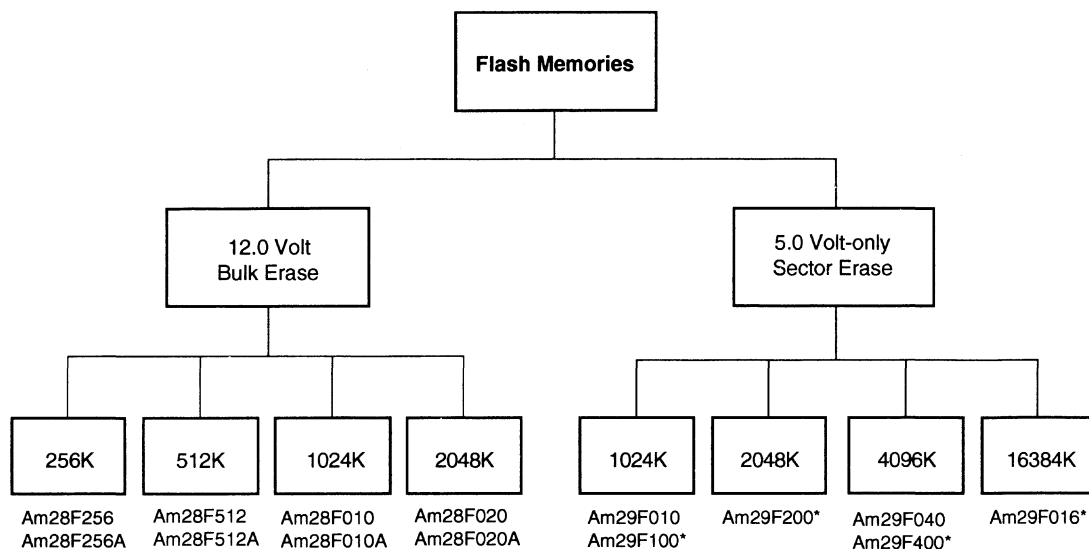 Flash Memories
12.0 Volt
Bulk Erase
5.0 Volt-only
Sector Erase
256K
512K
1024K
2048K
1024K
2048K
4096K
16384K
Am28F256
Am28F256A
Am28F512
Am28F512A
Am28F010
Am28F010A
Am28F020
Am28F020A
Am29F010
Am29F100*
Am29F200*
Am29F040
Am29F400*
Am29F016*